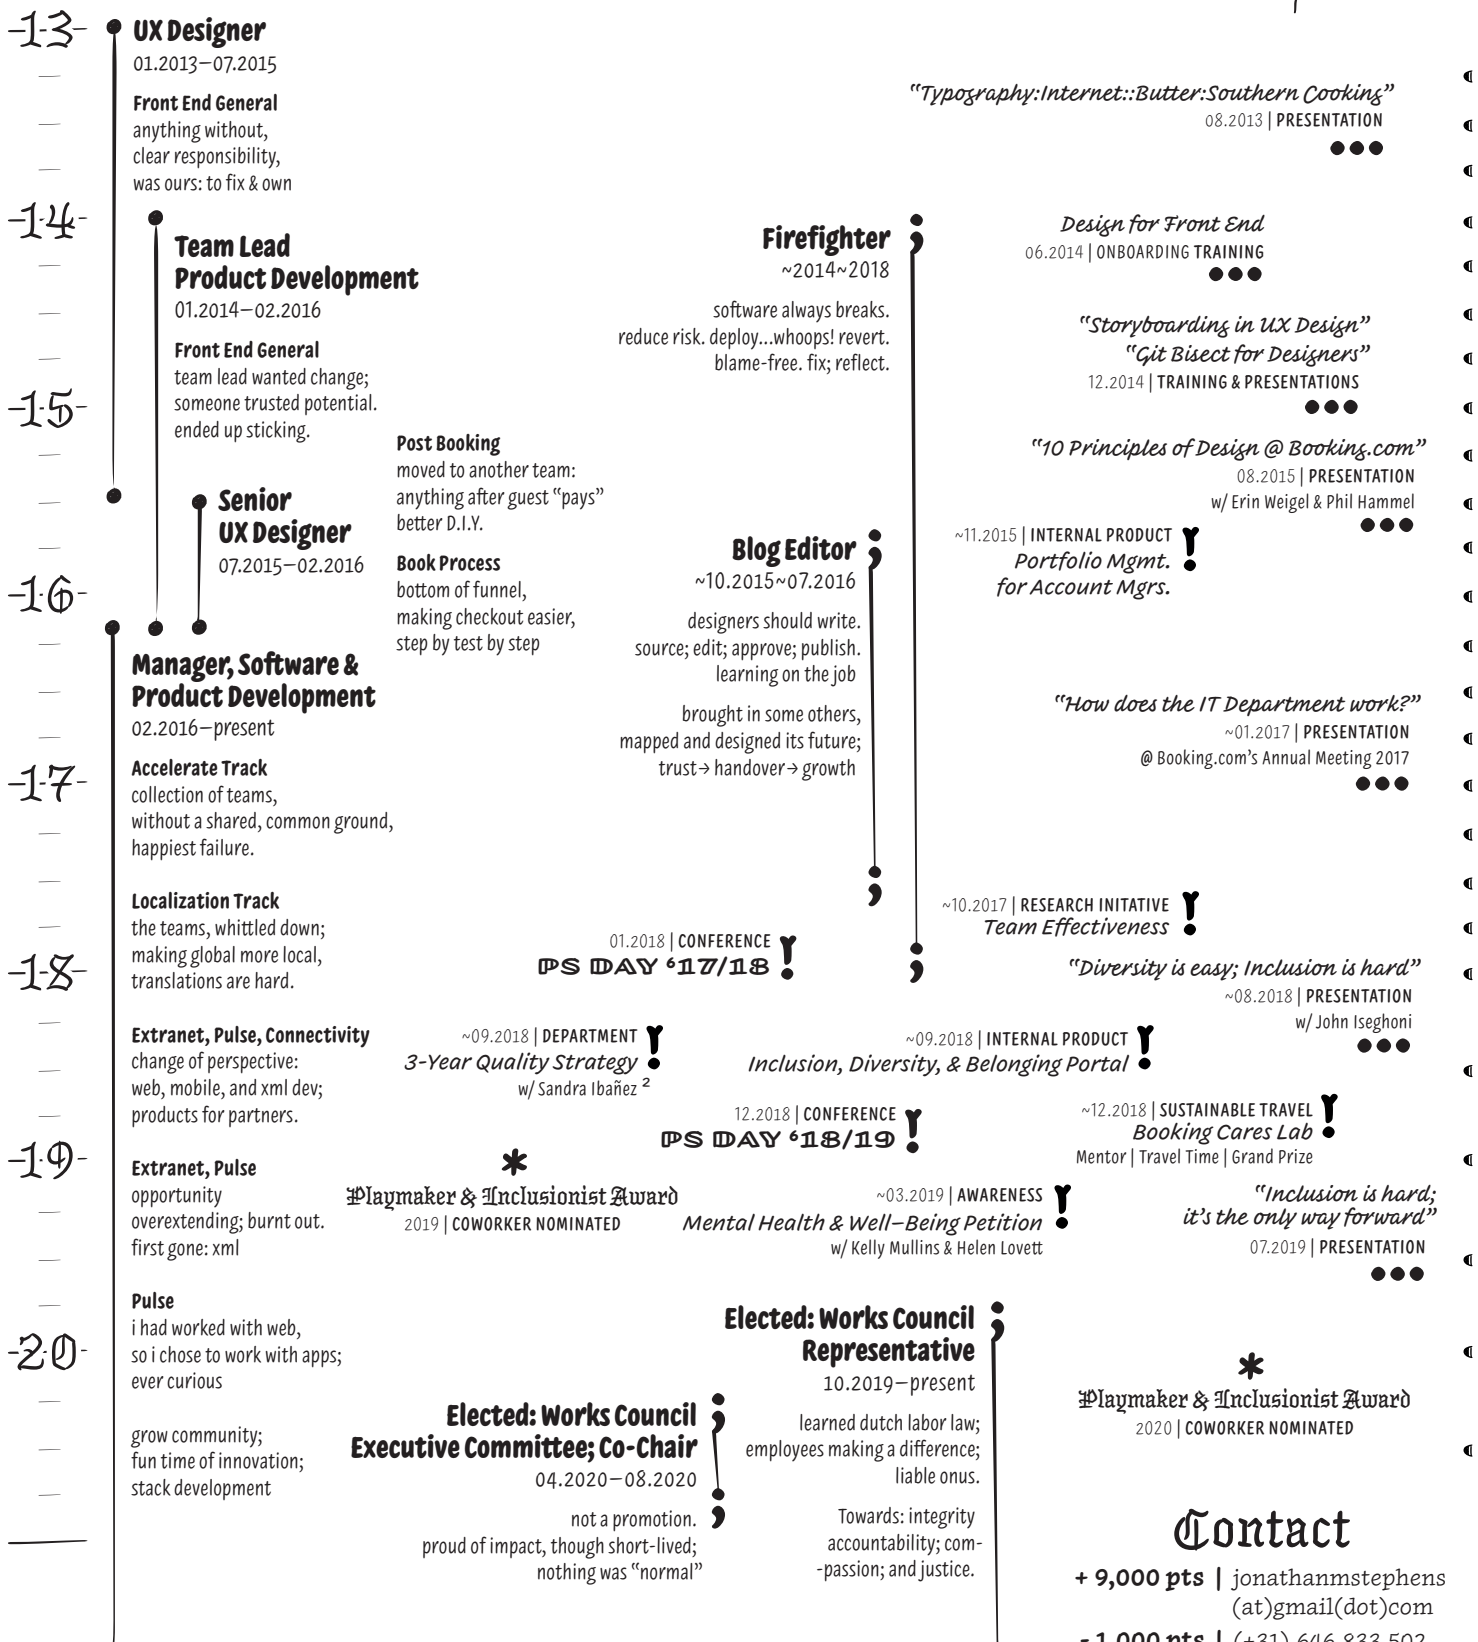 -13-
UX Designer
01.2013—07.2015
Front End General
anything without,
clear responsibility,
was ours: to fix & own
“Typography:Internet::Butter:Southern Cooking”
08.2013 | PRESENTATION
-14-
Team Lead
Product Development
01.2014—02.2016
Front End General
team lead wanted change;
someone trusted potential.
ended up sticking.
Firefighter
~2014~2018
software always breaks.
reduce risk. deploy...whoops! revert.
blame-free. fix; reflect.
Design for Front End
06.2014 | ONBOARDING TRAINING
“Storyboarding in UX Design”
“Git Bisect for Designers”
12.2014 | TRAINING & PRESENTATIONS
-15-
Post Booking
moved to another team:
anything after guest “pays”
better D.I.Y.
Book Process
bottom of funnel,
making checkout easier,
step by test by step
“10 Principles of Design @ Booking.com”
08.2015 | PRESENTATION
w/ Erin Weigel & Phil Hammel
Senior
UX Designer
07.2015—02.2016
Blog Editor
~10.2015~07.2016
designers should write.
source; edit; approve; publish.
learning on the job
brought in some others,
mapped and designed its future;
trust→ handover→ growth
~11.2015 | INTERNAL PRODUCT
Portfolio Mgmt.
for Account Mgrs.
-16-
Manager, Software &
Product Development
02.2016—present
Accelerate Track
collection of teams,
without a shared, common ground,
happiest failure.
“How does the IT Department work?”
~01.2017 | PRESENTATION
@ Booking.com’s Annual Meeting 2017
-17-
Localization Track
the teams, whittled down;
making global more local,
translations are hard.
~10.2017 | RESEARCH INITATIVE
Team Effectiveness
01.2018 | CONFERENCE
PS DAY ‘17/18
-18-
“Diversity is easy; Inclusion is hard”
~08.2018 | PRESENTATION
w/ John Iseghoni
Extranet, Pulse, Connectivity
change of perspective:
web, mobile, and xml dev;
products for partners.
~09.2018 | DEPARTMENT
3-Year Quality Strategy
w/ Sandra Ibañez ²
~09.2018 | INTERNAL PRODUCT
Inclusion, Diversity, & Belonging Portal
12.2018 | CONFERENCE
PS DAY ‘18/19
~12.2018 | SUSTAINABLE TRAVEL
Booking Cares Lab
Mentor | Travel Time | Grand Prize
-19-
Extranet, Pulse
opportunity
overextending; burnt out.
first gone: xml
*
Playmaker & Inclusionist Award
2019 | COWORKER NOMINATED
~03.2019 | AWARENESS
Mental Health & Well—Being Petition
w/ Kelly Mullins & Helen Lovett
“Inclusion is hard;
it’s the only way forward”
07.2019 | PRESENTATION
Pulse
i had worked with web,
so i chose to work with apps;
ever curious
grow community;
fun time of innovation;
stack development
-20-
Elected: Works Council
Representative
10.2019—present
learned dutch labor law;
employees making a difference;
liable onus.
Towards: integrity
accountability; com-
-passion; and justice.
Elected: Works Council
Executive Committee; Co-Chair
04.2020—08.2020
not a promotion.
proud of impact, though short-lived;
nothing was “normal”
*
Playmaker & Inclusionist Award
2020 | COWORKER NOMINATED
Contact
+ 9,000 pts | jonathanmstephens
(at)gmail(dot)com
- 1,000 pts | (+31) 646 833 502